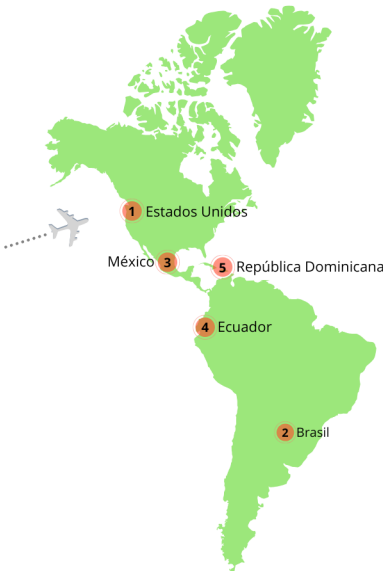 1 Estados Unidos
México 3
5 República Dominicana
4 Ecuador
2 Brasil